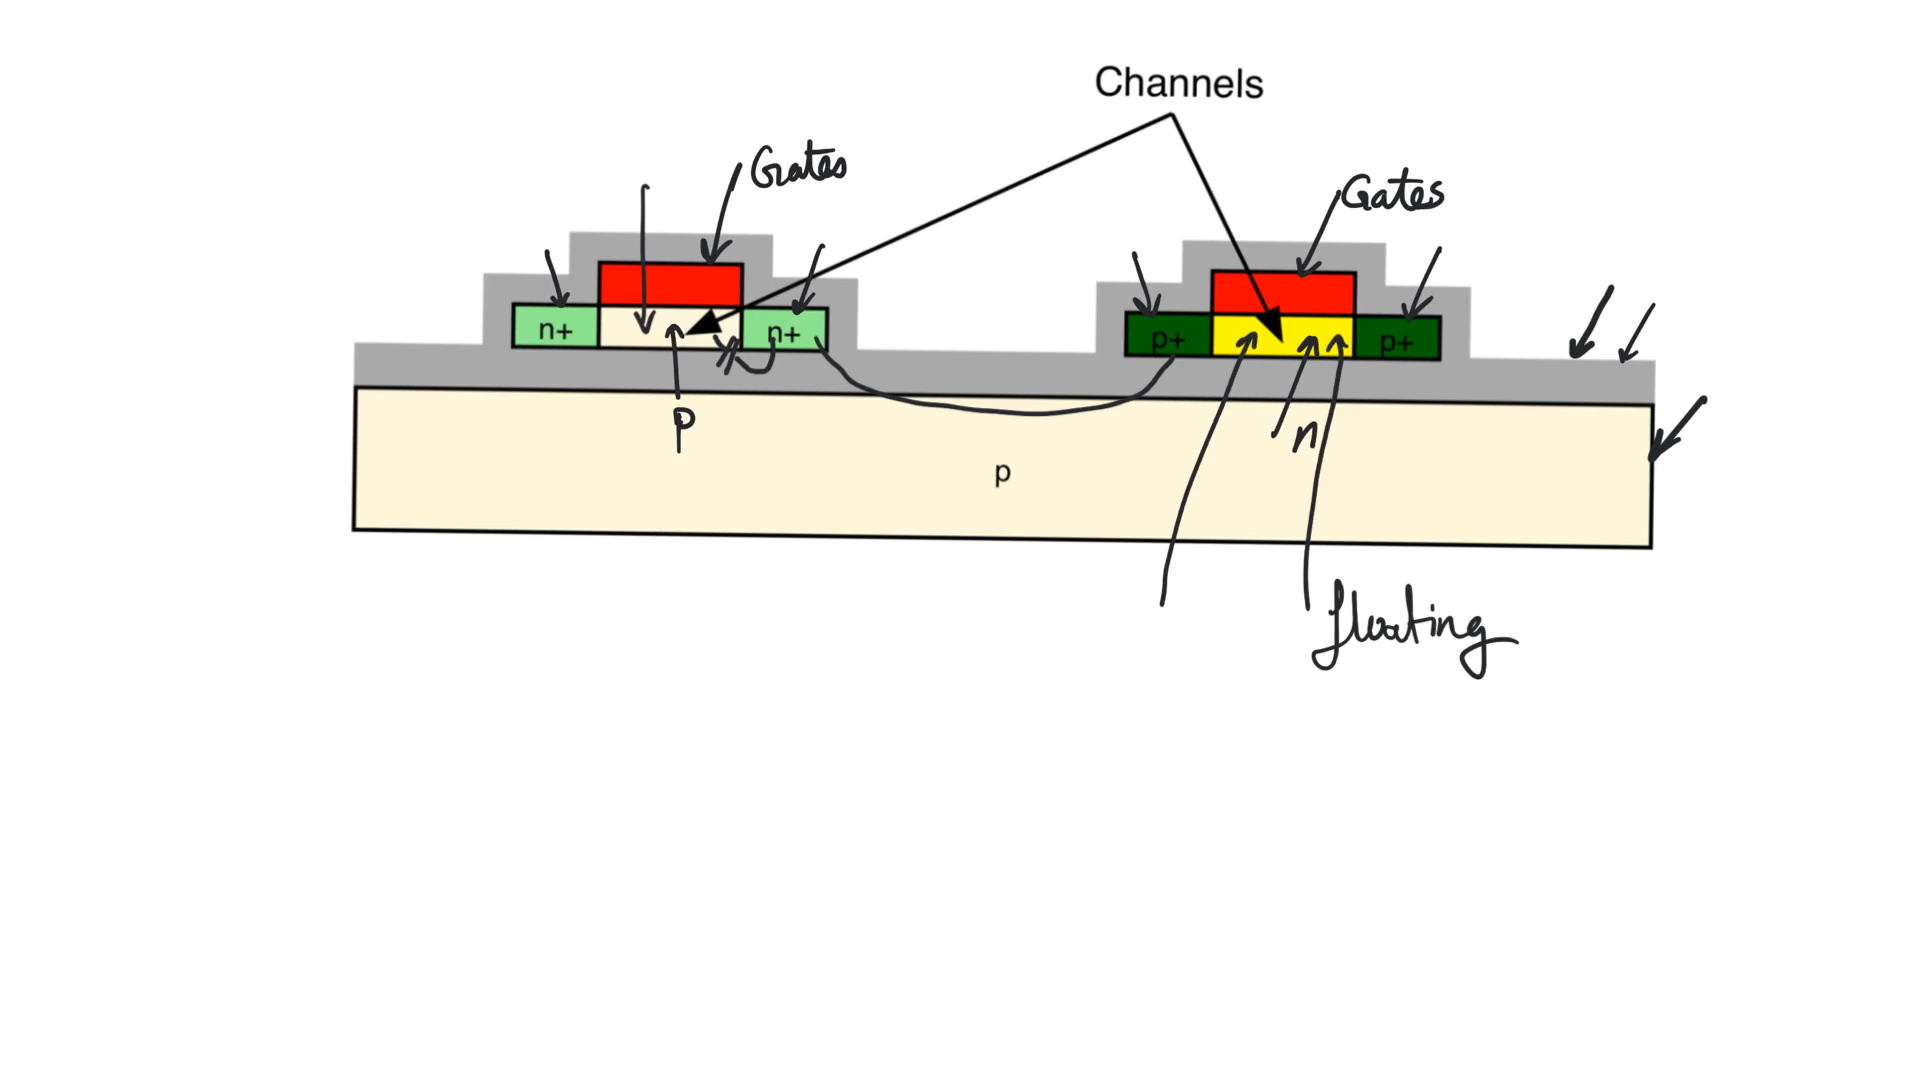 Channels
Gates
Gates
n+
n+
p+
p+
p
n
p
floating